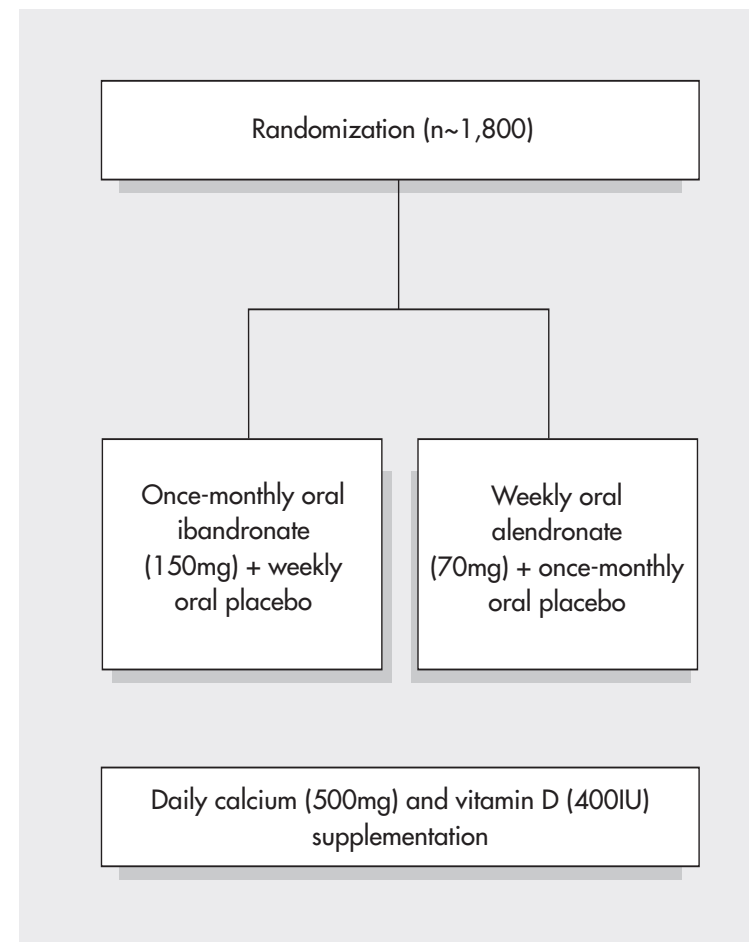 Randomization (n~1,800)
Once-monthly oral
ibandronate
(150mg) + weekly
oral placebo
Weekly oral
alendronate
(70mg) + once-monthly
oral placebo
Daily calcium (500mg) and vitamin D (400IU)
supplementation